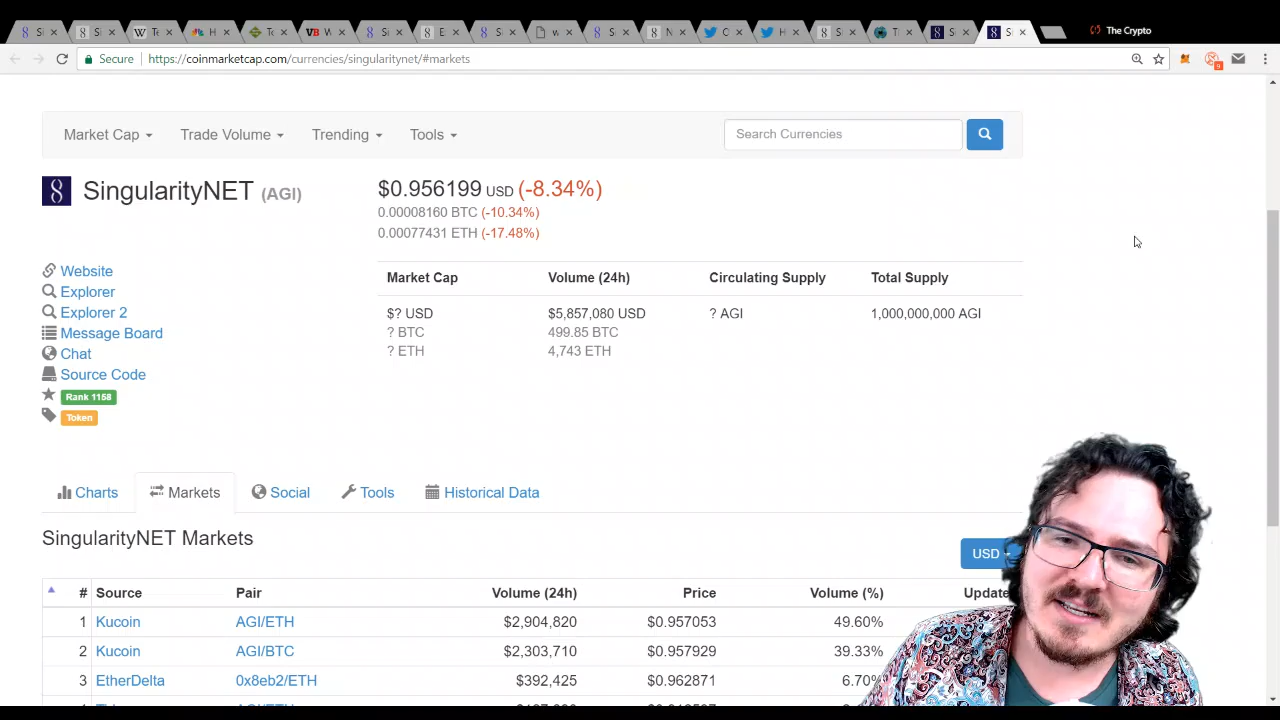 The Crypto
Secure https://coinmarketcap.com/currencies/singularitynet/#markets
Market Cap Trade Volume Trending Tools Search Currencies
SingularityNET (AGI)
$0.956199 USD (-8.34%)
0.00008160 BTC (-10.34%)
0.00077431 ETH (-17.48%)
Website
Explorer
Explorer 2
Message Board
Chat
Source Code
Rank 1158
Token
Market Cap Volume (24h) Circulating Supply Total Supply
$? USD $5,857,080 USD ? AGI 1,000,000,000 AGI
? BTC 499.85 BTC
? ETH 4,743 ETH
Charts Markets Social Tools Historical Data
SingularityNET Markets
USD
# Source Pair Volume (24h) Price Volume (%) Update
1 Kucoin AGI/ETH $2,904,820 $0.957053 49.60%
2 Kucoin AGI/BTC $2,303,710 $0.957929 39.33%
3 EtherDelta 0x8eb2/ETH $392,425 $0.962871 6.70%